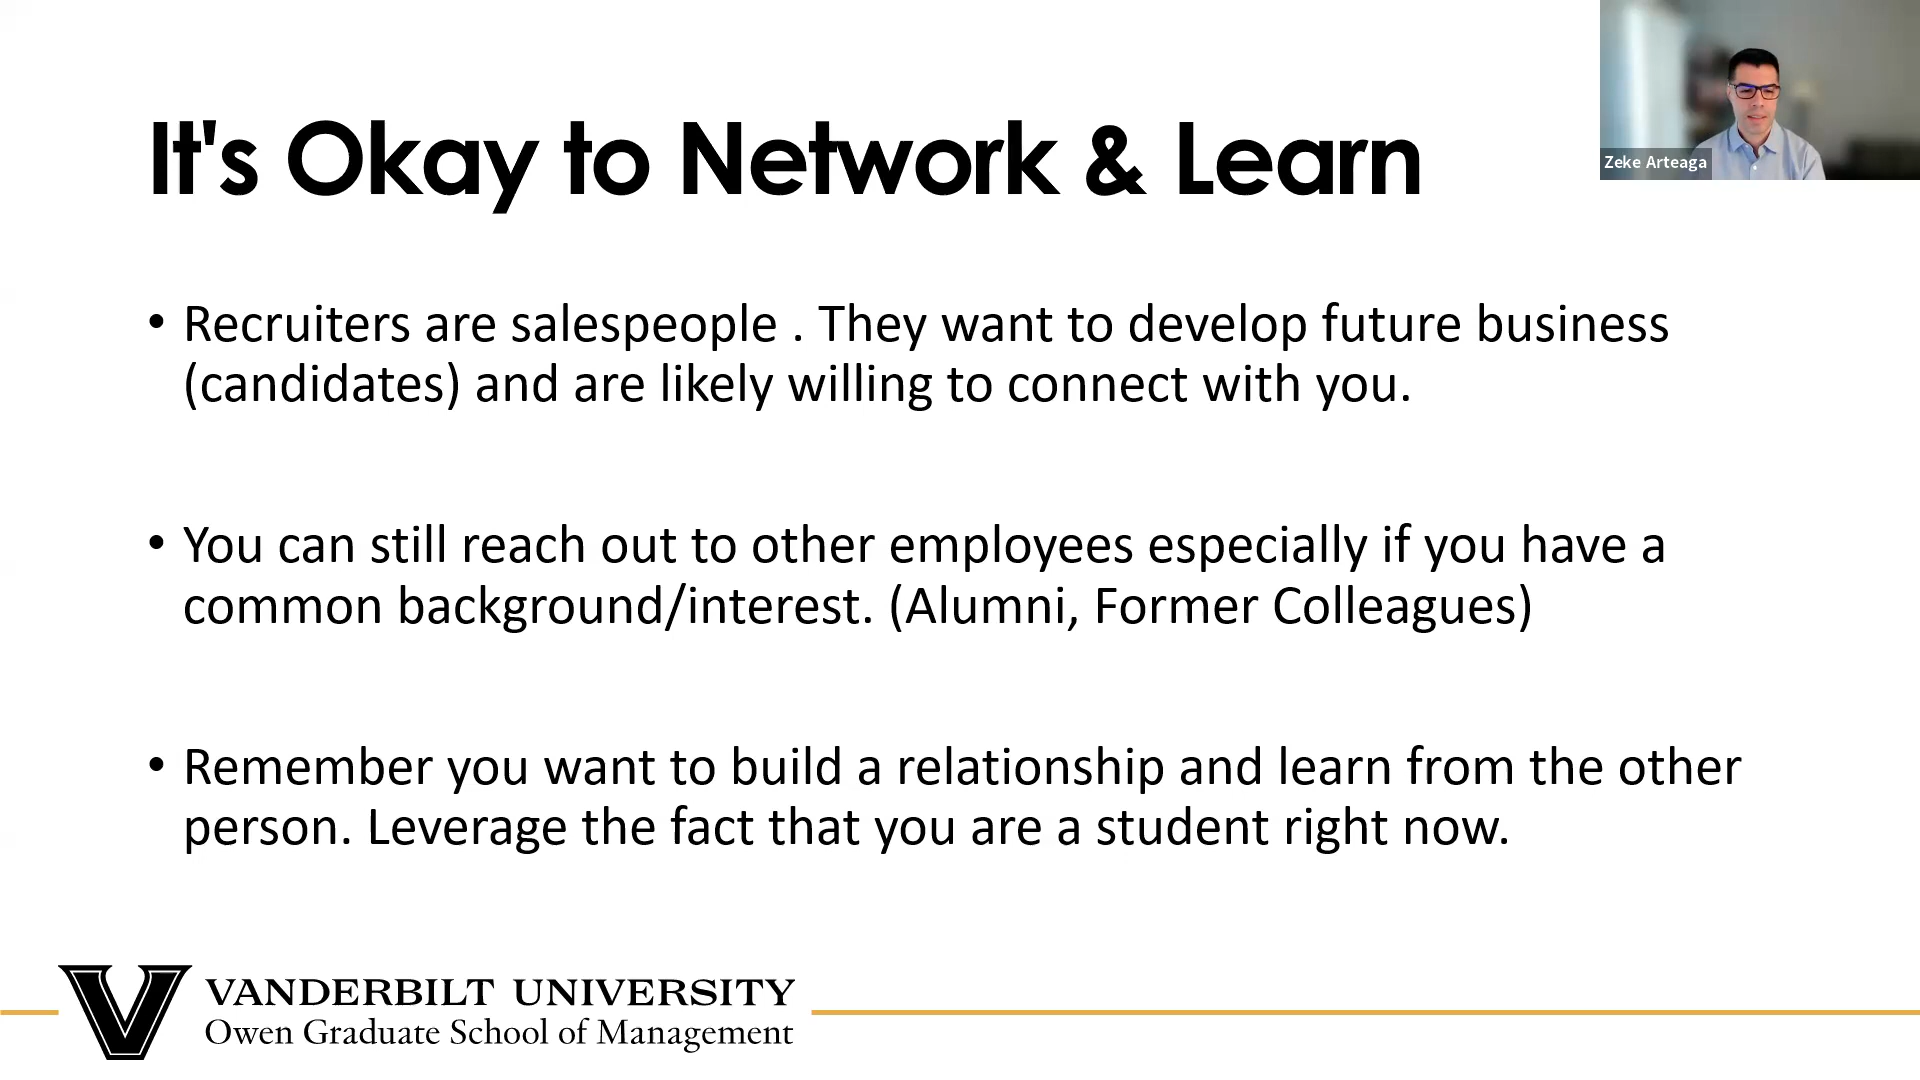 It's Okay to Network & Learn
Zeke Arteaga
• Recruiters are salespeople . They want to develop future business
(candidates) and are likely willing to connect with you.
• You can still reach out to other employees especially if you have a
common background/interest. (Alumni, Former Colleagues)
• Remember you want to build a relationship and learn from the other
person. Leverage the fact that you are a student right now.
V
VANDERBILT UNIVERSITY
Owen Graduate School of Management